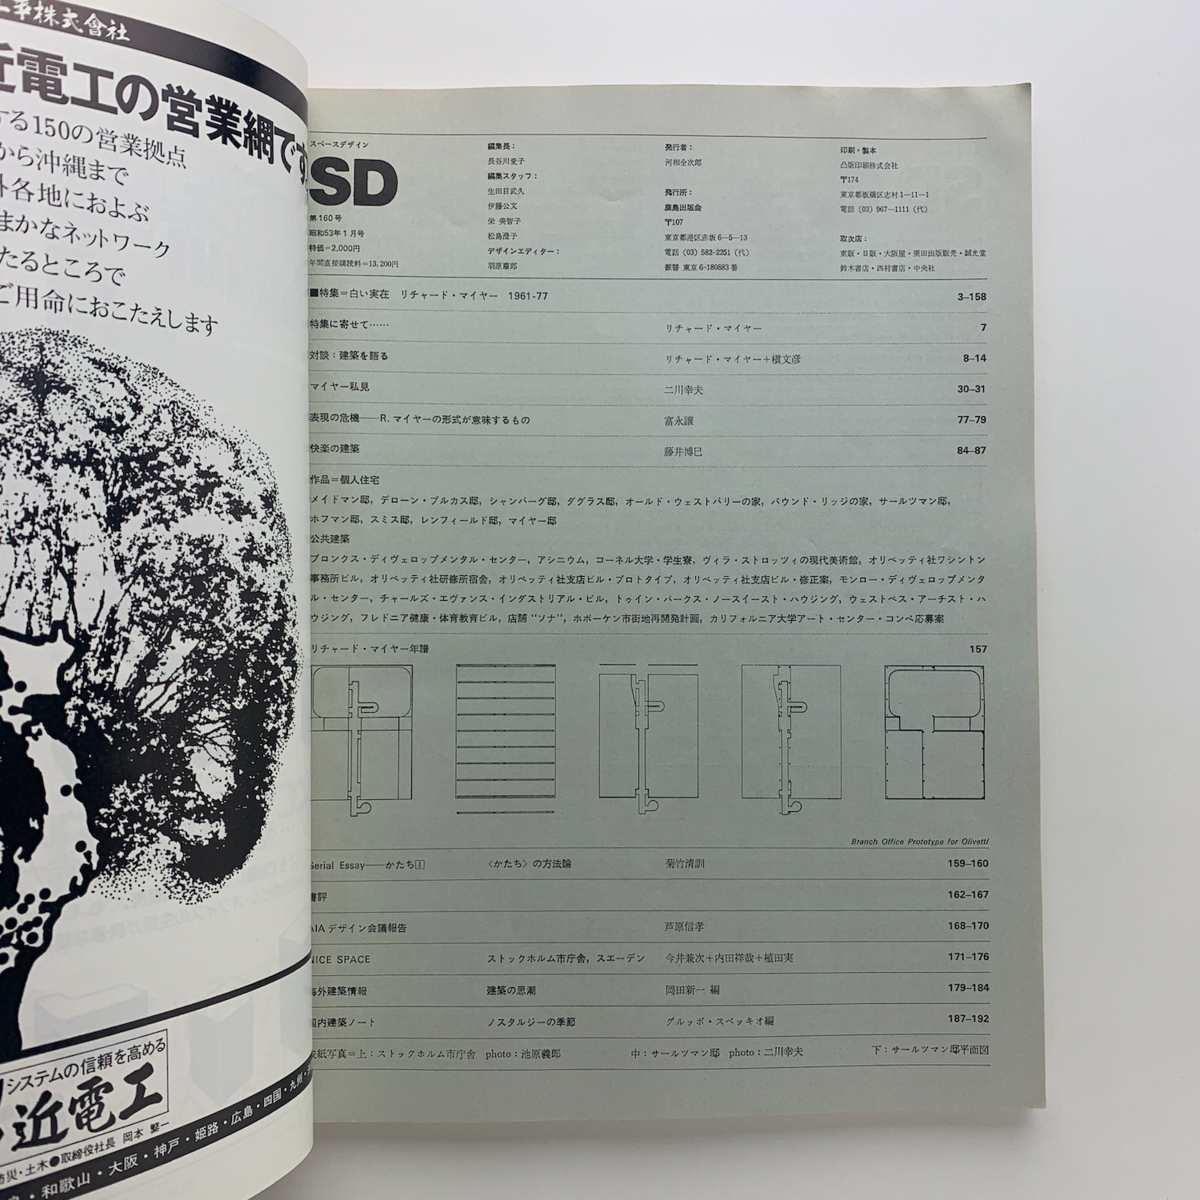 工事株式會社
近電工の営業網です
する150の営業拠点
から沖縄まで
外各地におよぶ
まかなネットワーク
たるところで
ご用命におこたえします
システムの信頼を高める
近電工
防災・土木●取締役社長 岡本 繁一
・和歌山・大阪・神戸・姫路・広島・四国・九州・
スペースデザイン
SD
第160号
昭和53年1月号
特価=2,000円
年間直接購読料=13,200円
編集長：
長谷川愛子
編集スタッフ：
生田目武久
伊藤公文
栄 美智子
松島澄子
デザインエディター：
羽原肅郎
発行者：
河相全次郎
発行所：
鹿島出版会
〒107
東京都港区赤坂6—5—13
電話（03）582-2251（代）
振替 東京6-180883番
印刷・製本
凸版印刷株式会社
〒174
東京都板橋区志村1—11—1
電話（03）967—1111（代）
取次店：
東販・日販・大阪屋・栗田出版販売・誠光堂
鈴木書店・西村書店・中央社
■特集=白い実在 リチャード・マイヤー 1961-77 3–158
特集に寄せて…… リチャード・マイヤー 7
対談：建築を語る リチャード・マイヤー+槇文彦 8–14
マイヤー私見 二川幸夫 30–31
表現の危機——R.マイヤーの形式が意味するもの 富永譲 77–79
快楽の建築 藤井博巳 84–87
作品=個人住宅
メイドマン邸，デローン・ブルカス邸，シャンバーグ邸，ダグラス邸，オールド・ウェストバリーの家，パウンド・リッジの家，サールツマン邸，
ホフマン邸，スミス邸，レンフィールド邸，マイヤー邸
公共建築
ブロンクス・ディヴェロップメンタル・センター，アシニウム，コーネル大学・学生寮，ヴィラ・ストロッツィの現代美術館，オリベッティ社ワシントン
事務所ビル，オリベッティ社研修所宿舎，オリベッティ社支店ビル・プロトタイプ，オリベッティ社支店ビル・修正案，モンロー・ディヴェロップメンタ
ル・センター，チャールズ・エヴァンス・インダストリアル・ビル，トゥイン・パークス・ノースイースト・ハウジング，ウェストベス・アーチスト・ハ
ウジング，フレドニア健康・体育教育ビル，店舗“ソナ”，ホボーケン市街地再開発計画，カリフォルニア大学アート・センター・コンペ応募案
リチャード・マイヤー年譜 157
Branch Office Prototype for Olivetti
Serial Essay——かたち1 〈かたち〉の方法論 菊竹清訓 159–160
書評 162–167
AIAデザイン会議報告 芦原信孝 168–170
NICE SPACE ストックホルム市庁舎，スエーデン 今井兼次+内田祥哉+植田実 171–176
海外建築情報 建築の思潮 岡田新一 編 179–184
国内建築ノート ノスタルジーの季節 グルッポ・スペッキオ編 187–192
表紙写真=上：ストックホルム市庁舎 photo：池原義郎 中：サールツマン邸 photo：二川幸夫 下：サールツマン邸平面図